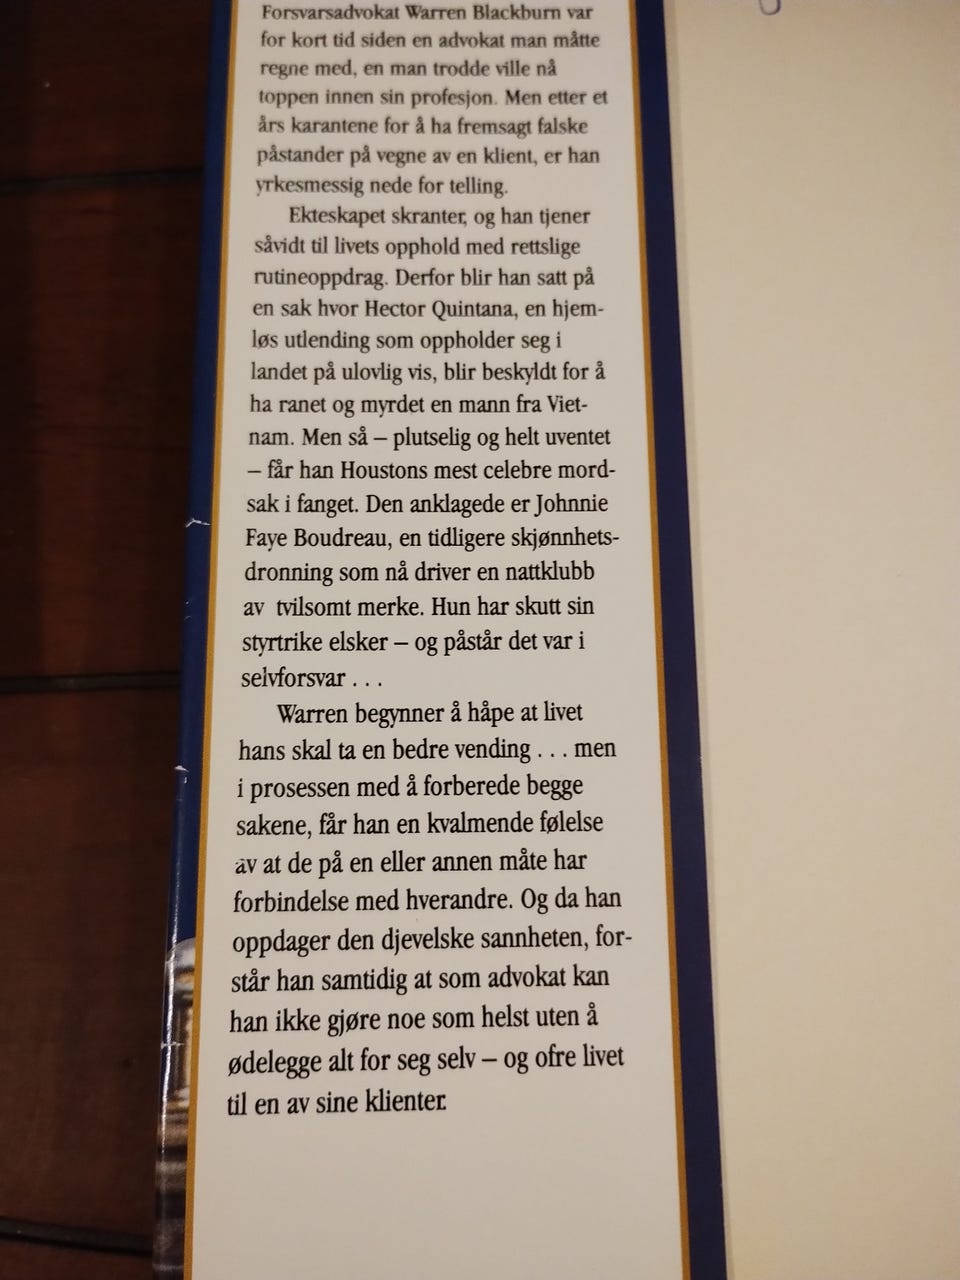 Forsvarsadvokat Warren Blackburn var
for kort tid siden en advokat man måtte
regne med, en man trodde ville nå
toppen innen sin profesjon. Men etter et
års karantene for å ha fremsagt falske
påstander på vegne av en klient, er han
yrkesmessig nede for telling.
Ekteskapet skranter, og han tjener
såvidt til livets opphold med rettslige
rutineoppdrag. Derfor blir han satt på
en sak hvor Hector Quintana, en hjem-
løs utlending som oppholder seg i
landet på ulovlig vis, blir beskyldt for å
ha ranet og myrdet en mann fra Viet-
nam. Men så – plutselig og helt uventet
– får han Houstons mest celebre mord-
sak i fanget. Den anklagede er Johnnie
Faye Boudreau, en tidligere skjønnhets-
dronning som nå driver en nattklubb
av tvilsomt merke. Hun har skutt sin
styrtrike elsker – og påstår det var i
selvforsvar . . .
Warren begynner å håpe at livet
hans skal ta en bedre vending . . . men
i prosessen med å forberede begge
sakene, får han en kvalmende følelse
av at de på en eller annen måte har
forbindelse med hverandre. Og da han
oppdager den djevelske sannheten, for-
står han samtidig at som advokat kan
han ikke gjøre noe som helst uten å
ødelegge alt for seg selv – og ofre livet
til en av sine klienter.